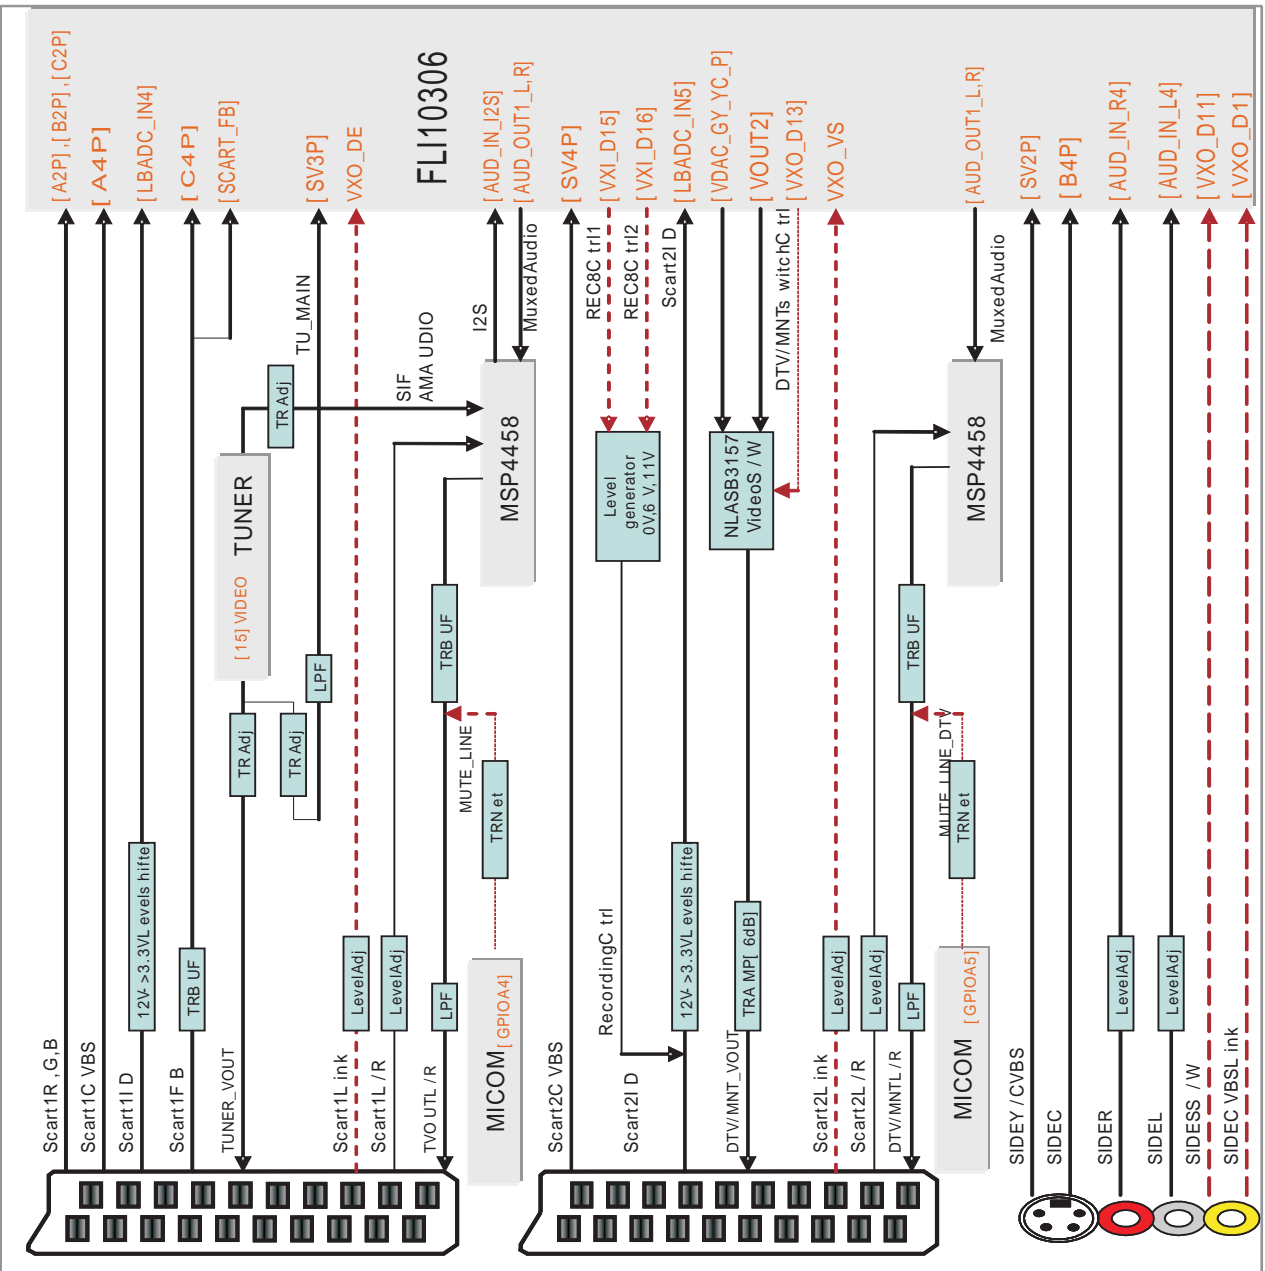 [A2P],[B2P],[C2P]
[A4P]
[LBADC_IN4]
[C4P]
[SCART_FB]
[SV3P]
VXO_DE
FLI10306
[AUD_IN_I2S]
[AUD_OUT1_L,R]
[SV4P]
[VXI_D15]
[VXI_D16]
[LBADC_IN5]
[VDAC_GY_YC_P]
[VOUT2]
[VXO_D13]
VXO_VS
[AUD_OUT1_L,R]
[SV2P]
[B4P]
[AUD_IN_R4]
[AUD_IN_L4]
[VXO_D11]
[VXO_D1]
TU_MAIN
SIF
AMA UDIO
I2S
MuxedAudio
REC8C trl1
REC8C trl2
Scart2I D
DTV/MNTs witchC trl
MuxedAudio
TR Adj
TUNER
[15] VIDEO
MSP4458
Level
generator
0V,6 V,11V
NLASB3157
VideoS / W
MSP4458
LPF
TRB UF
TRB UF
TR Adj
TR Adj
MUTE_LINE
TRN et
MUTE_LINE_DTV
TRN et
12V- >3.3VL evels hifte
TRB UF
LevelAdj
LevelAdj
LPF
[GPIOA4]
MICOM
RecordingC trl
12V- >3.3VL evels hifte
TRA MP[ 6dB]
LevelAdj
LevelAdj
LPF
[GPIOA5]
MICOM
LevelAdj
LevelAdj
Scart1R ,G,B
Scart1C VBS
Scart1I D
Scart1F B
TUNER_VOUT
Scart1L ink
Scart1L /R
TVO UTL /R
Scart2C VBS
Scart2I D
DTV/MNT_VOUT
Scart2L ink
Scart2L /R
DTV/MNTL /R
SIDEY /CVBS
SIDEC
SIDER
SIDEL
SIDESS /W
SIDEC VBSL ink